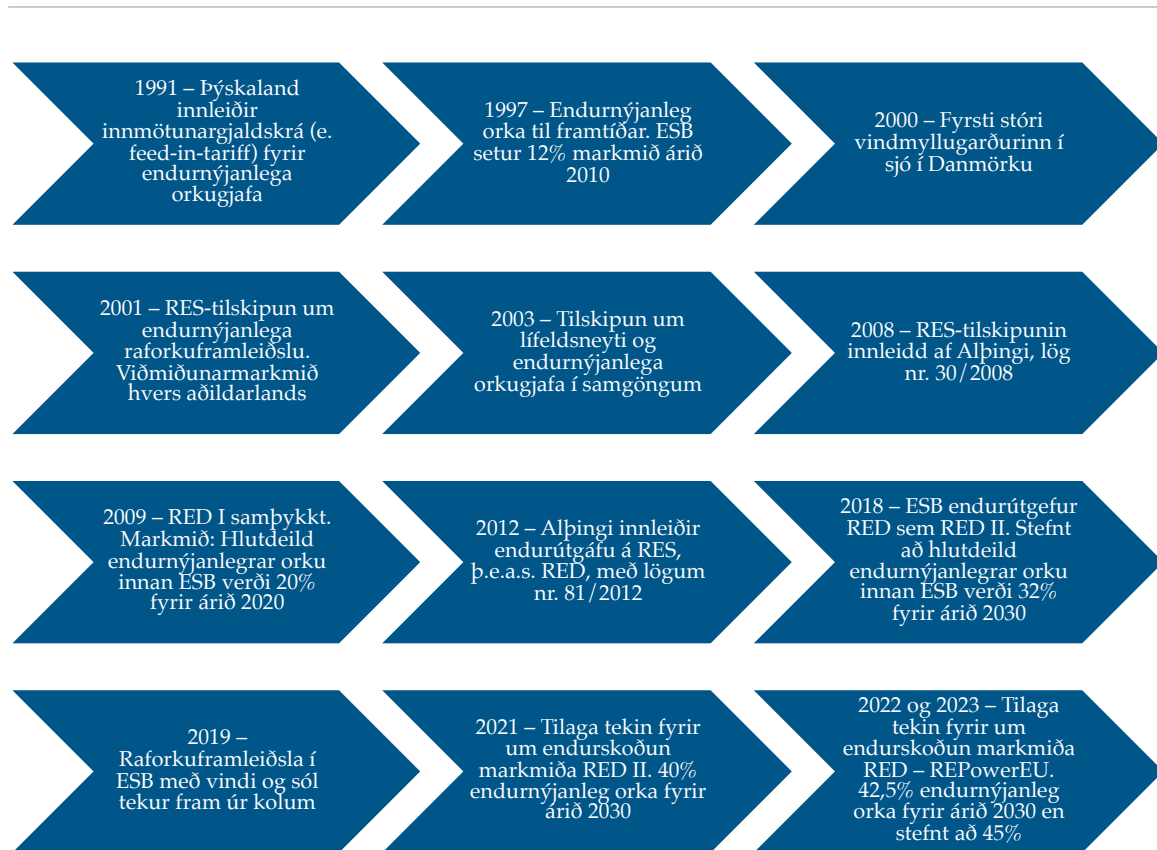 1991 – Þýskaland
innleiðir
innmötunargjaldskrá (e.
feed-in-tariff) fyrir
endurnýjanlega
orkugjafa
1997 – Endurnýjanleg
orka til framtíðar. ESB
setur 12% markmið árið
2010
2000 – Fyrsti stóri
vindmyllugarðurinn í
sjó í Danmörku
2001 – RES-tilskipun um
endurnýjanlega
raforkuframleiðslu.
Viðmiðunarmarkmið
hvers aðildarlands
2003 – Tilskipun um
lífeldsneyti og
endurnýjanlega
orkugjafa í samgöngum
2008 – RES-tilskipunin
innleidd af Alþingi, lög
nr. 30/2008
2009 – RED I samþykkt.
Markmið: Hlutdeild
endurnýjanlegrar orku
innan ESB verði 20%
fyrir árið 2020
2012 – Alþingi innleiðir
endurútgáfu á RES,
þ.e.a.s. RED, með lögum
nr. 81/2012
2018 – ESB endurútgefur
RED sem RED II. Stefnt
að hlutdeild
endurnýjanlegrar orku
innan ESB verði 32%
fyrir árið 2030
2019 –
Raforkuframleiðsla í
ESB með vindi og sól
tekur fram úr kolum
2021 – Tilaga tekin fyrir
um endurskoðun
markmiða RED II. 40%
endurnýjanleg orka fyrir
árið 2030
2022 og 2023 – Tilaga
tekin fyrir um
endurskoðun markmiða
RED – REPowerEU.
42,5% endurnýjanleg
orka fyrir árið 2030 en
stefnt að 45%